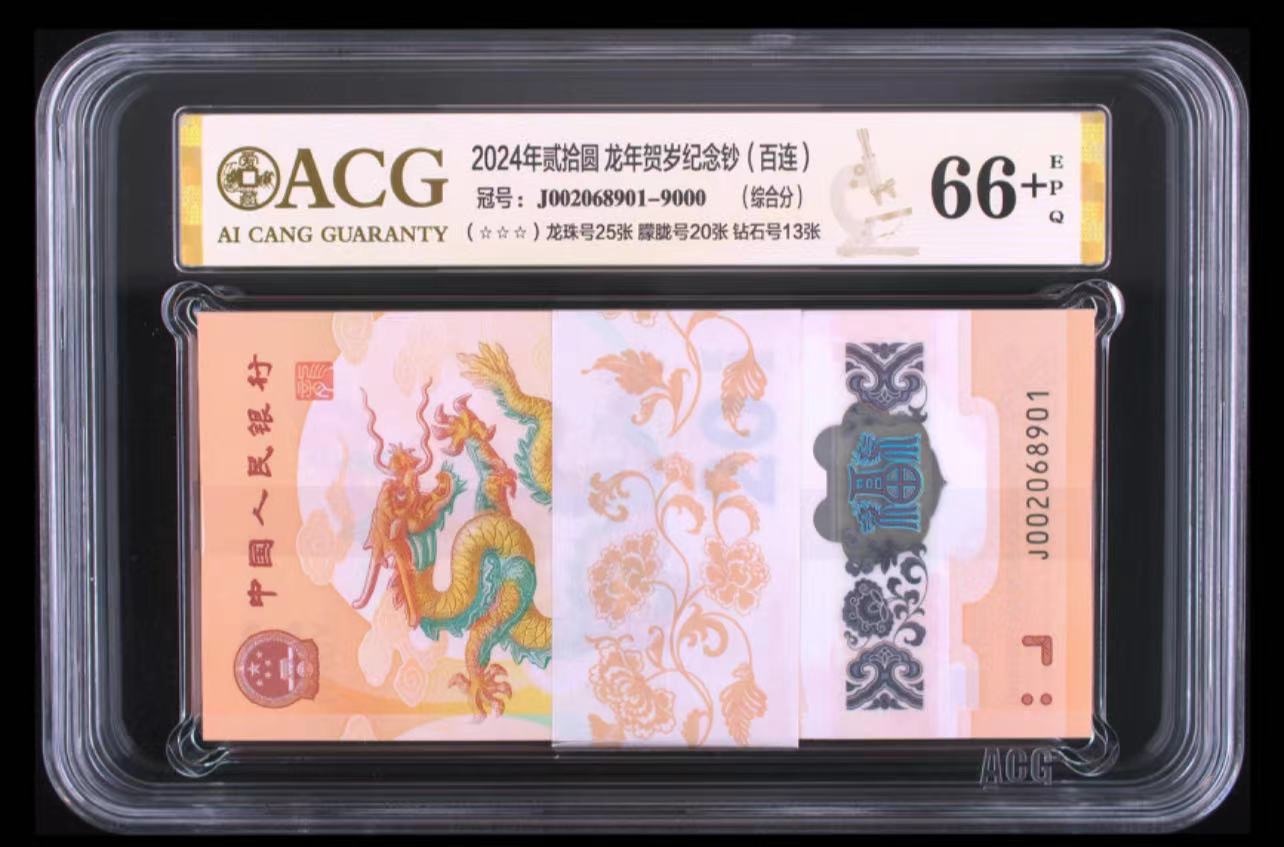 ACG
AI CANG GUARANTY
2024年贰拾圆 龙年贺岁纪念钞（百连）
冠号：J002068901-9000 （综合分）
（☆☆☆）龙珠号25张 朦胧号20张 钻石号13张
66+
EPQ
中国人民银行
福
J002068901
ACG